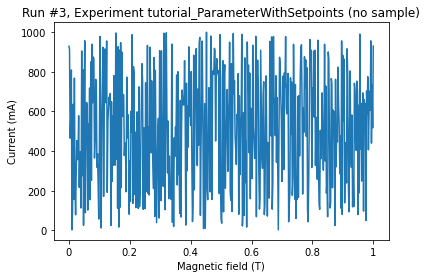 Run #3, Experiment tutorial_ParameterWithSetpoints (no sample)
1000
800
600
400
200
0
Current (mA)
0 0.2 0.4 0.6 0.8 1
Magnetic field (T)